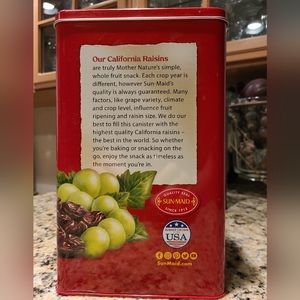 Our California Raisins
are truly Mother Nature's simple,
whole fruit snack. Each crop year is
different, however Sun-Maid's
quality is always guaranteed. Many
factors, like grape variety, climate
and crop level, influence fruit
ripening and raisin size. We do our
best to fill this canister with the
highest quality California raisins –
the best in the world. So whether
you're baking or snacking on the
go, enjoy the snack as timeless as
the moment you're in.
QUALITY SEAL
SUN-MAID
SINCE 1912
USA
SunMaid.com